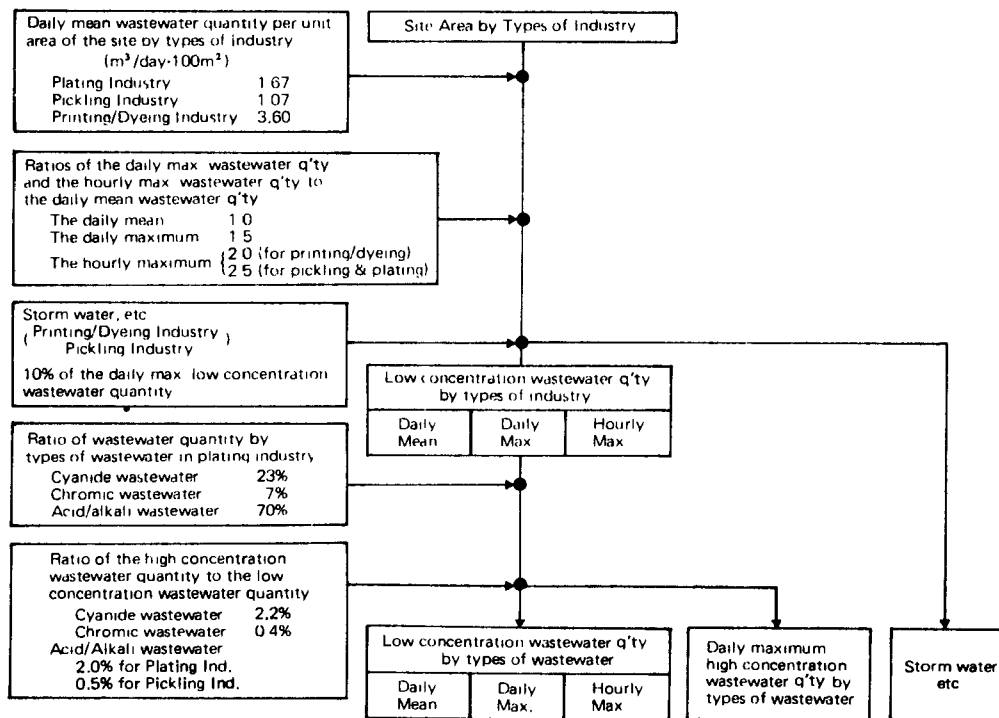 Daily mean wastewater quantity per unit
area of the site by types of industry
(m³/day·100m²)
Plating Industry 1 67
Pickling Industry 1 07
Printing/Dyeing Industry 3.60
Site Area by Types of Industry
Ratios of the daily max wastewater q'ty
and the hourly max wastewater q'ty to
the daily mean wastewater q'ty
The daily mean 1 0
The daily maximum 1 5
The hourly maximum { 2 0 (for printing/dyeing)
2 5 (for pickling & plating)
Storm water, etc
( Printing/Dyeing Industry )
Pickling Industry
10% of the daily max low concentration
wastewater quantity
Low concentration wastewater q'ty
by types of industry
Daily Mean
Daily Max
Hourly Max
Ratio of wastewater quantity by
types of wastewater in plating industry
Cyanide wastewater 23%
Chromic wastewater 7%
Acid/alkali wastewater 70%
Ratio of the high concentration
wastewater quantity to the low
concentration wastewater quantity
Cyanide wastewater 2.2%
Chromic wastewater 0 4%
Acid/Alkali wastewater
2.0% for Plating Ind.
0.5% for Pickling Ind.
Low concentration wastewater q'ty
by types of wastewater
Daily Mean
Daily Max.
Hourly Max
Daily maximum
high concentration
wastewater q'ty by
types of wastewater
Storm water
etc